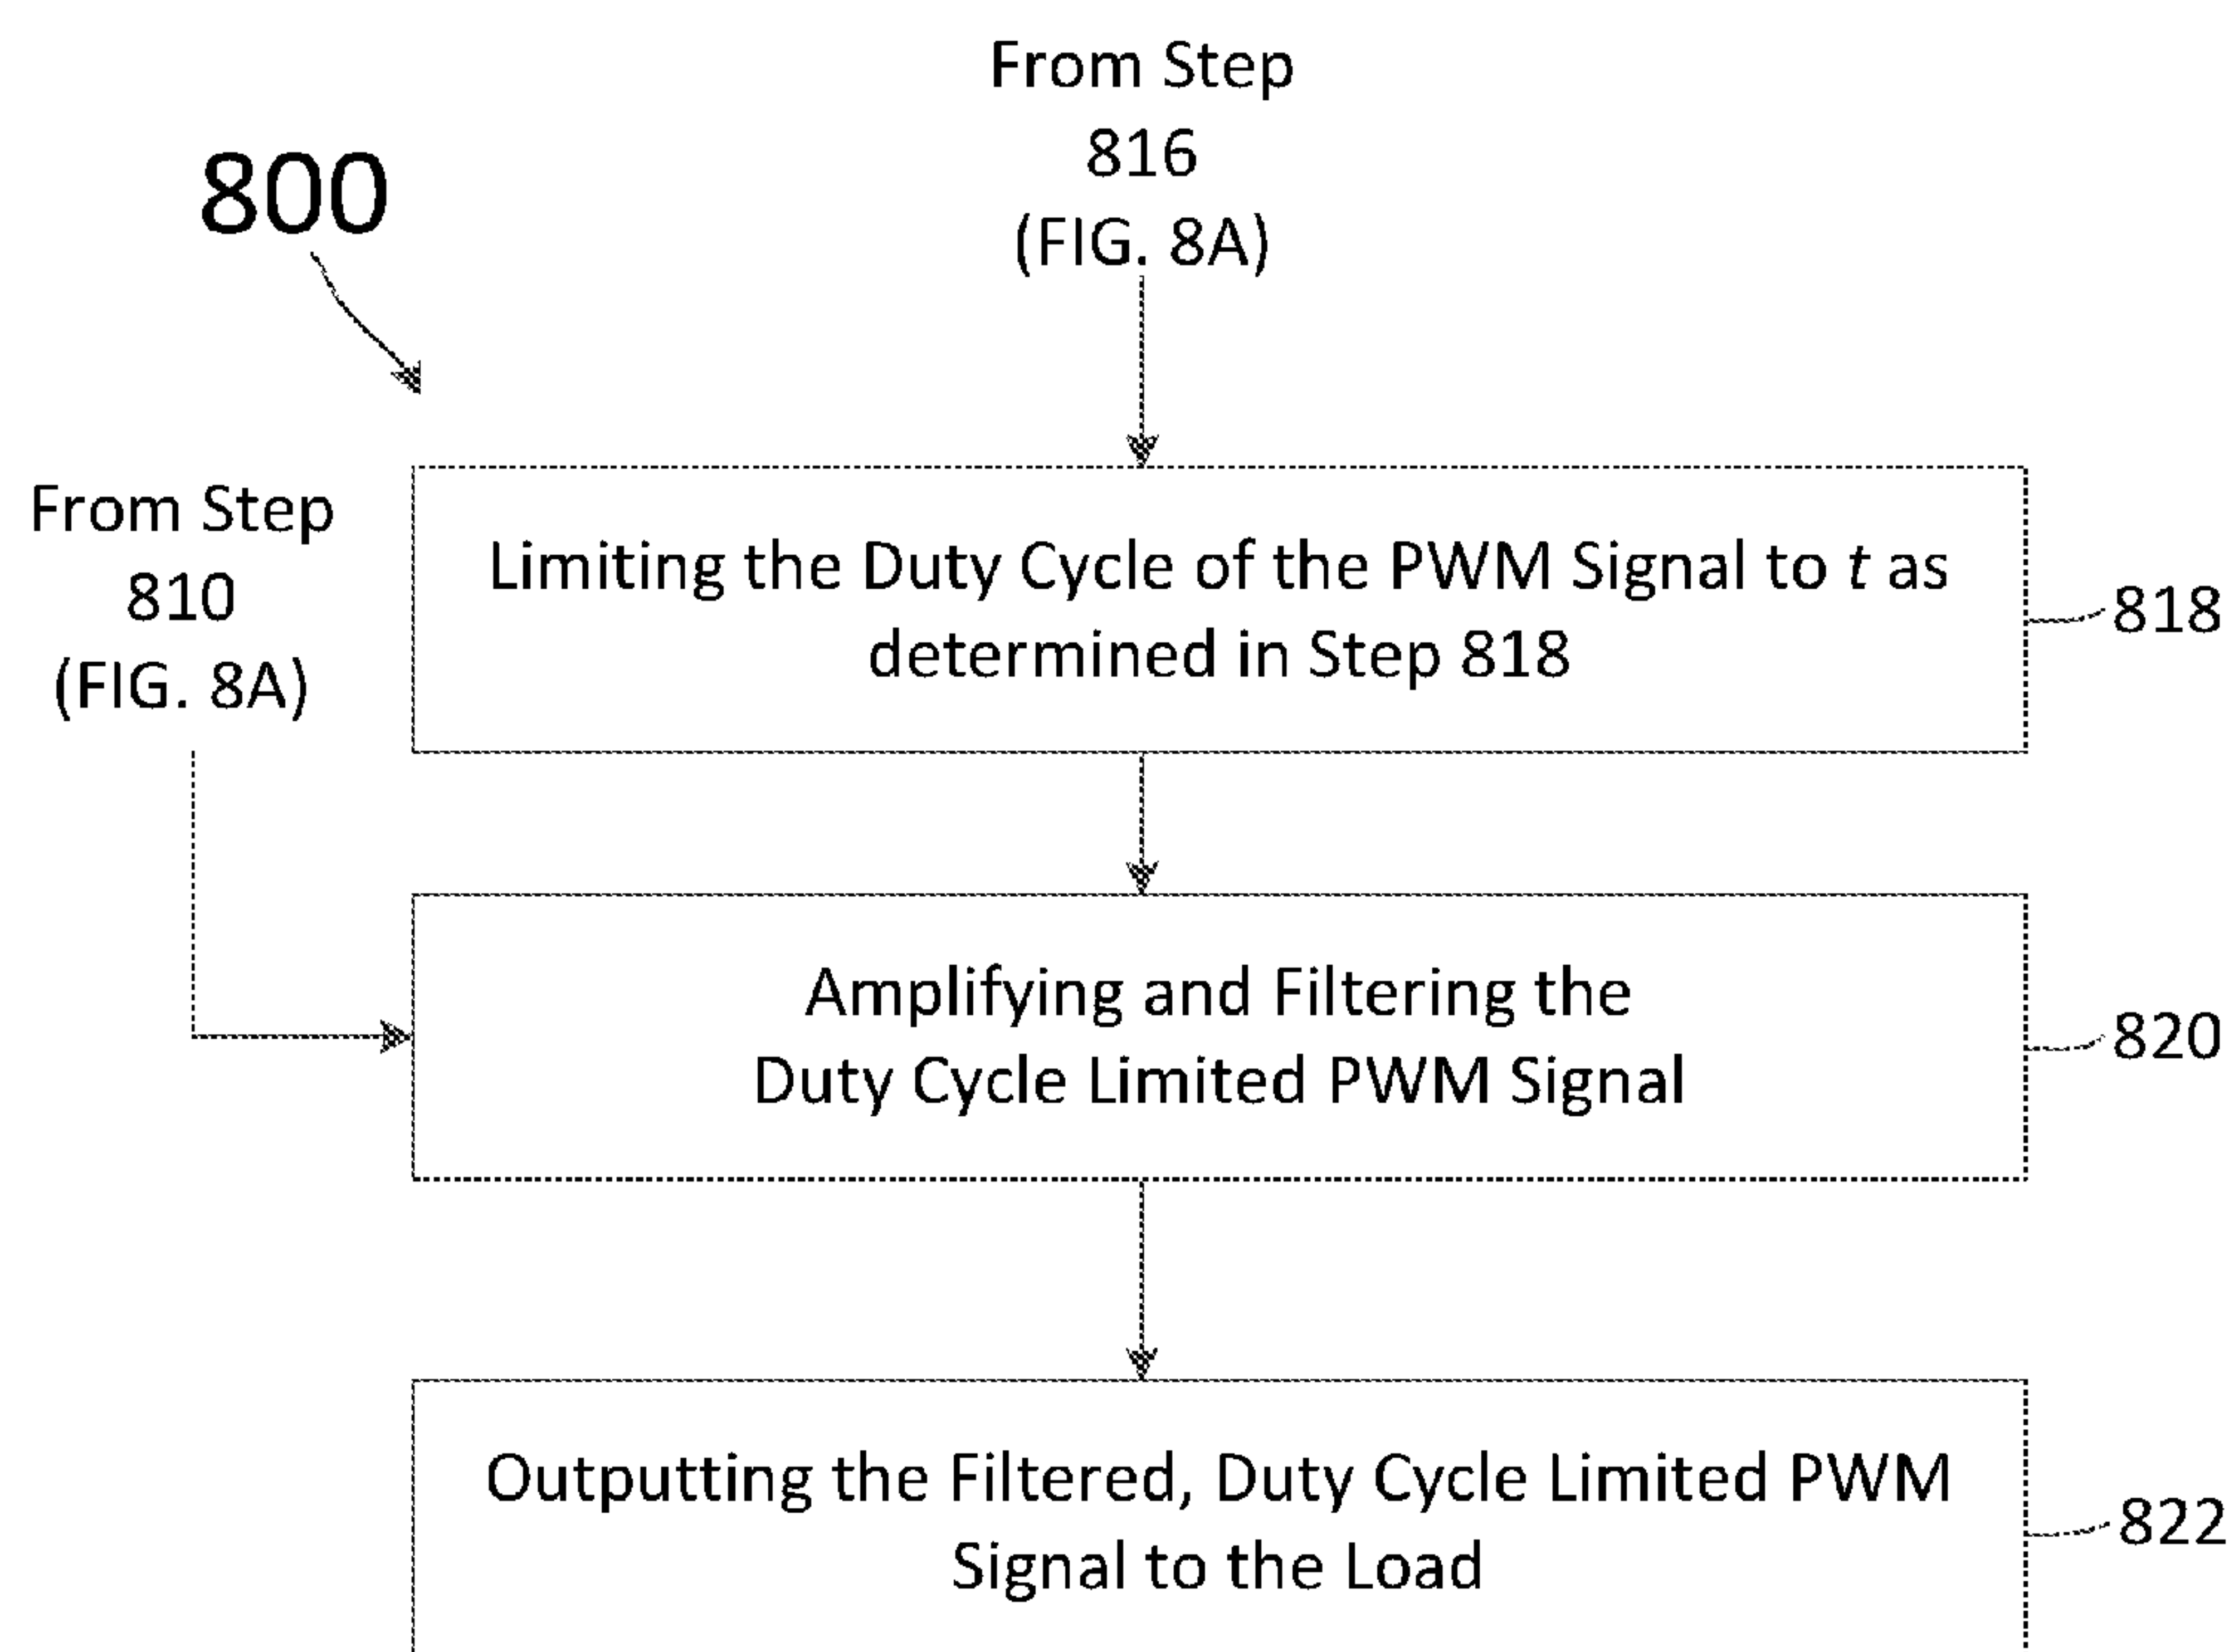 From Step
816
(FIG. 8A)
800
From Step
810
(FIG. 8A)
Limiting the Duty Cycle of the PWM Signal to t as
determined in Step 818
818
Amplifying and Filtering the
Duty Cycle Limited PWM Signal
820
Outputting the Filtered, Duty Cycle Limited PWM
Signal to the Load
822